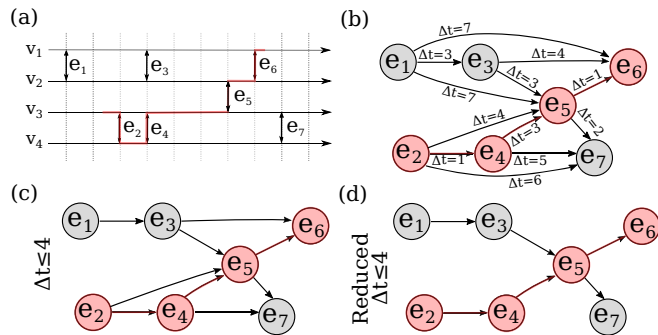 (a)
v1
v2
v3
v4
e1
e3
e6
e5
e2
e4
e7
(b)
Δt=7
Δt=3
Δt=4
Δt=3
Δt=7
Δt=1
Δt=4
Δt=3
Δt=2
Δt=1
Δt=5
Δt=6
e1
e3
e6
e5
e2
e4
e7
(c)
Δt≤4
e1
e3
e6
e5
e2
e4
e7
(d)
Reduced
Δt≤4
e1
e3
e6
e5
e2
e4
e7